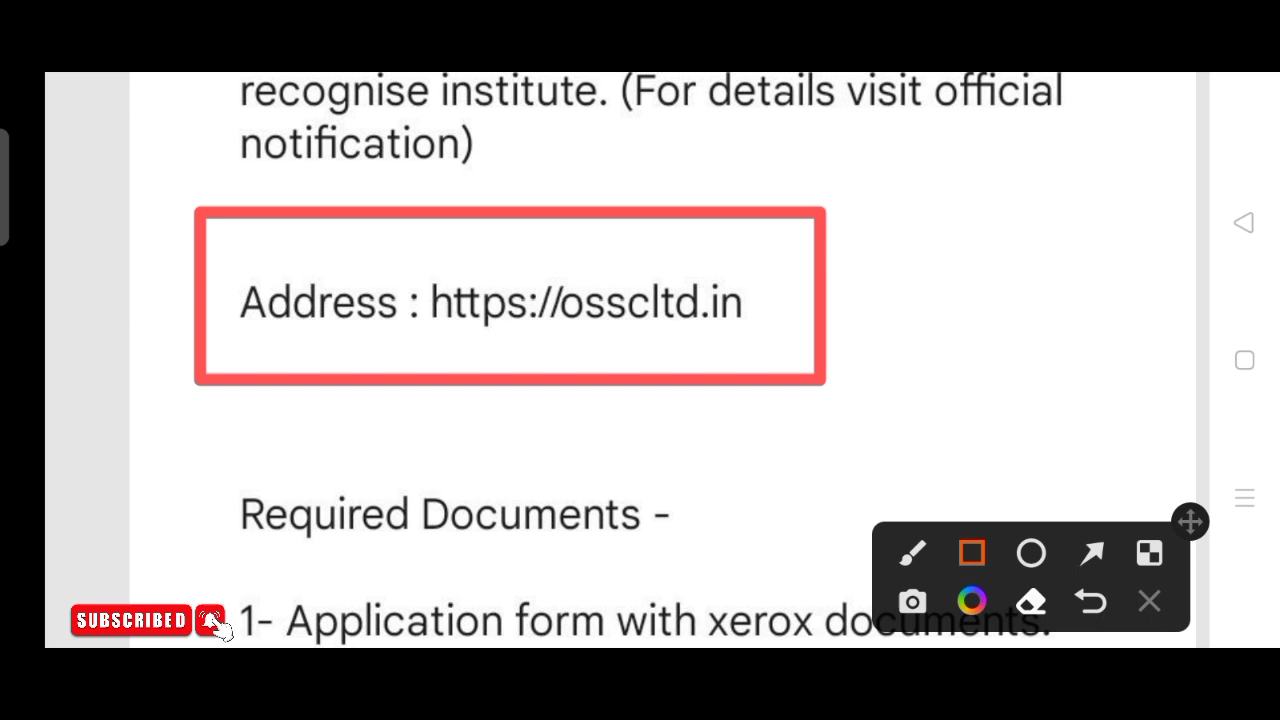 recognise institute. (For details visit official
notification)
Address : https://osscltd.in
Required Documents -
1- Application form with xerox documents.
SUBSCRIBED